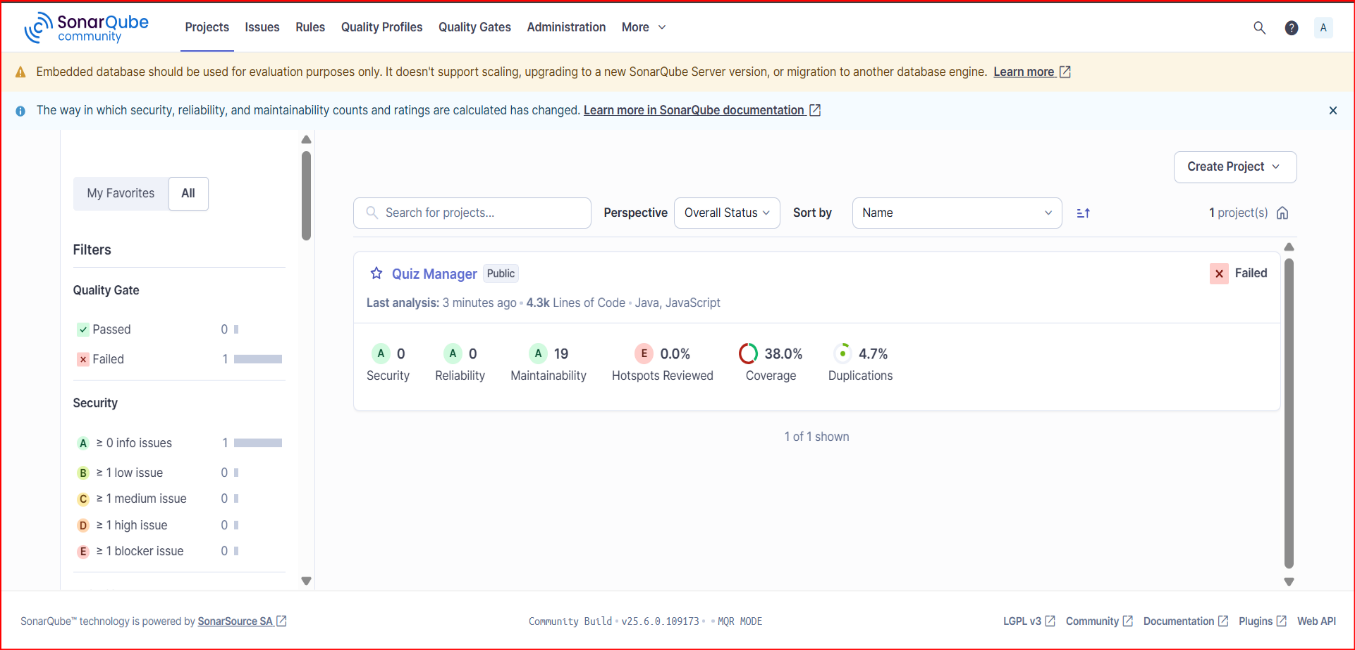 SonarQube community
Projects Issues Rules Quality Profiles Quality Gates Administration More ? A
Embedded database should be used for evaluation purposes only. It doesn't support scaling, upgrading to a new SonarQube Server version, or migration to another database engine. Learn more
The way in which security, reliability, and maintainability counts and ratings are calculated has changed. Learn more in SonarQube documentation
My Favorites All
Filters
Quality Gate
Passed 0
Failed 1
Security
A ≥ 0 info issues 1
B ≥ 1 low issue 0
C ≥ 1 medium issue 0
D ≥ 1 high issue 0
E ≥ 1 blocker issue 0
Create Project
Search for projects... Perspective Overall Status Sort by Name 1 project(s)
Quiz Manager Public Failed
Last analysis: 3 minutes ago • 4.3k Lines of Code • Java, JavaScript
A 0 A 0 A 19 E 0.0% 38.0% 4.7%
Security Reliability Maintainability Hotspots Reviewed Coverage Duplications
1 of 1 shown
SonarQube™ technology is powered by SonarSource SA Community Build • v25.6.0.109173 • • MQR MODE LGPL v3 Community Documentation Plugins Web API